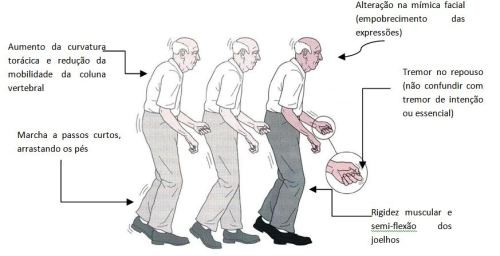 Alteração na mímica facial
(empobrecimento das
expressões)
Aumento da curvatura
torácica e redução da
mobilidade da coluna
vertebral
Tremor no repouso
(não confundir com
tremor de intenção
ou essencial)
Marcha a passos curtos,
arrastando os pés
Rigidez muscular e
semi-flexão dos
joelhos